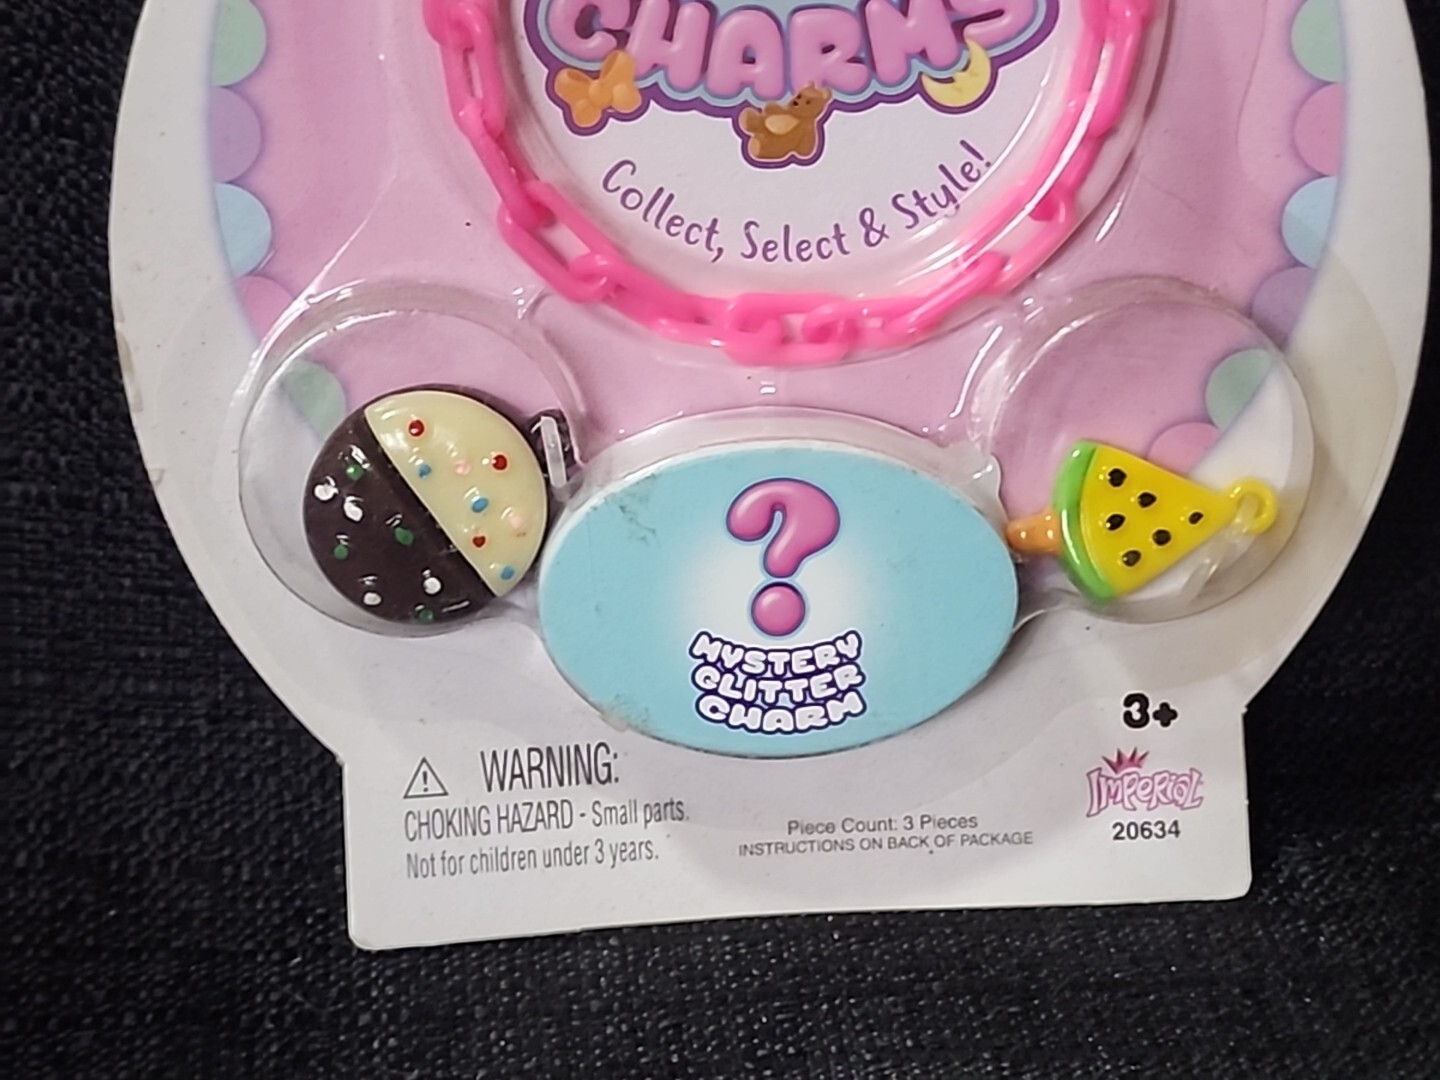 CHARMS
Collect, Select & Style!
?
MYSTERY
GLITTER
CHARM
3+
WARNING:
CHOKING HAZARD - Small parts.
Not for children under 3 years.
Piece Count: 3 Pieces
INSTRUCTIONS ON BACK OF PACKAGE
IMPERIAL
20634